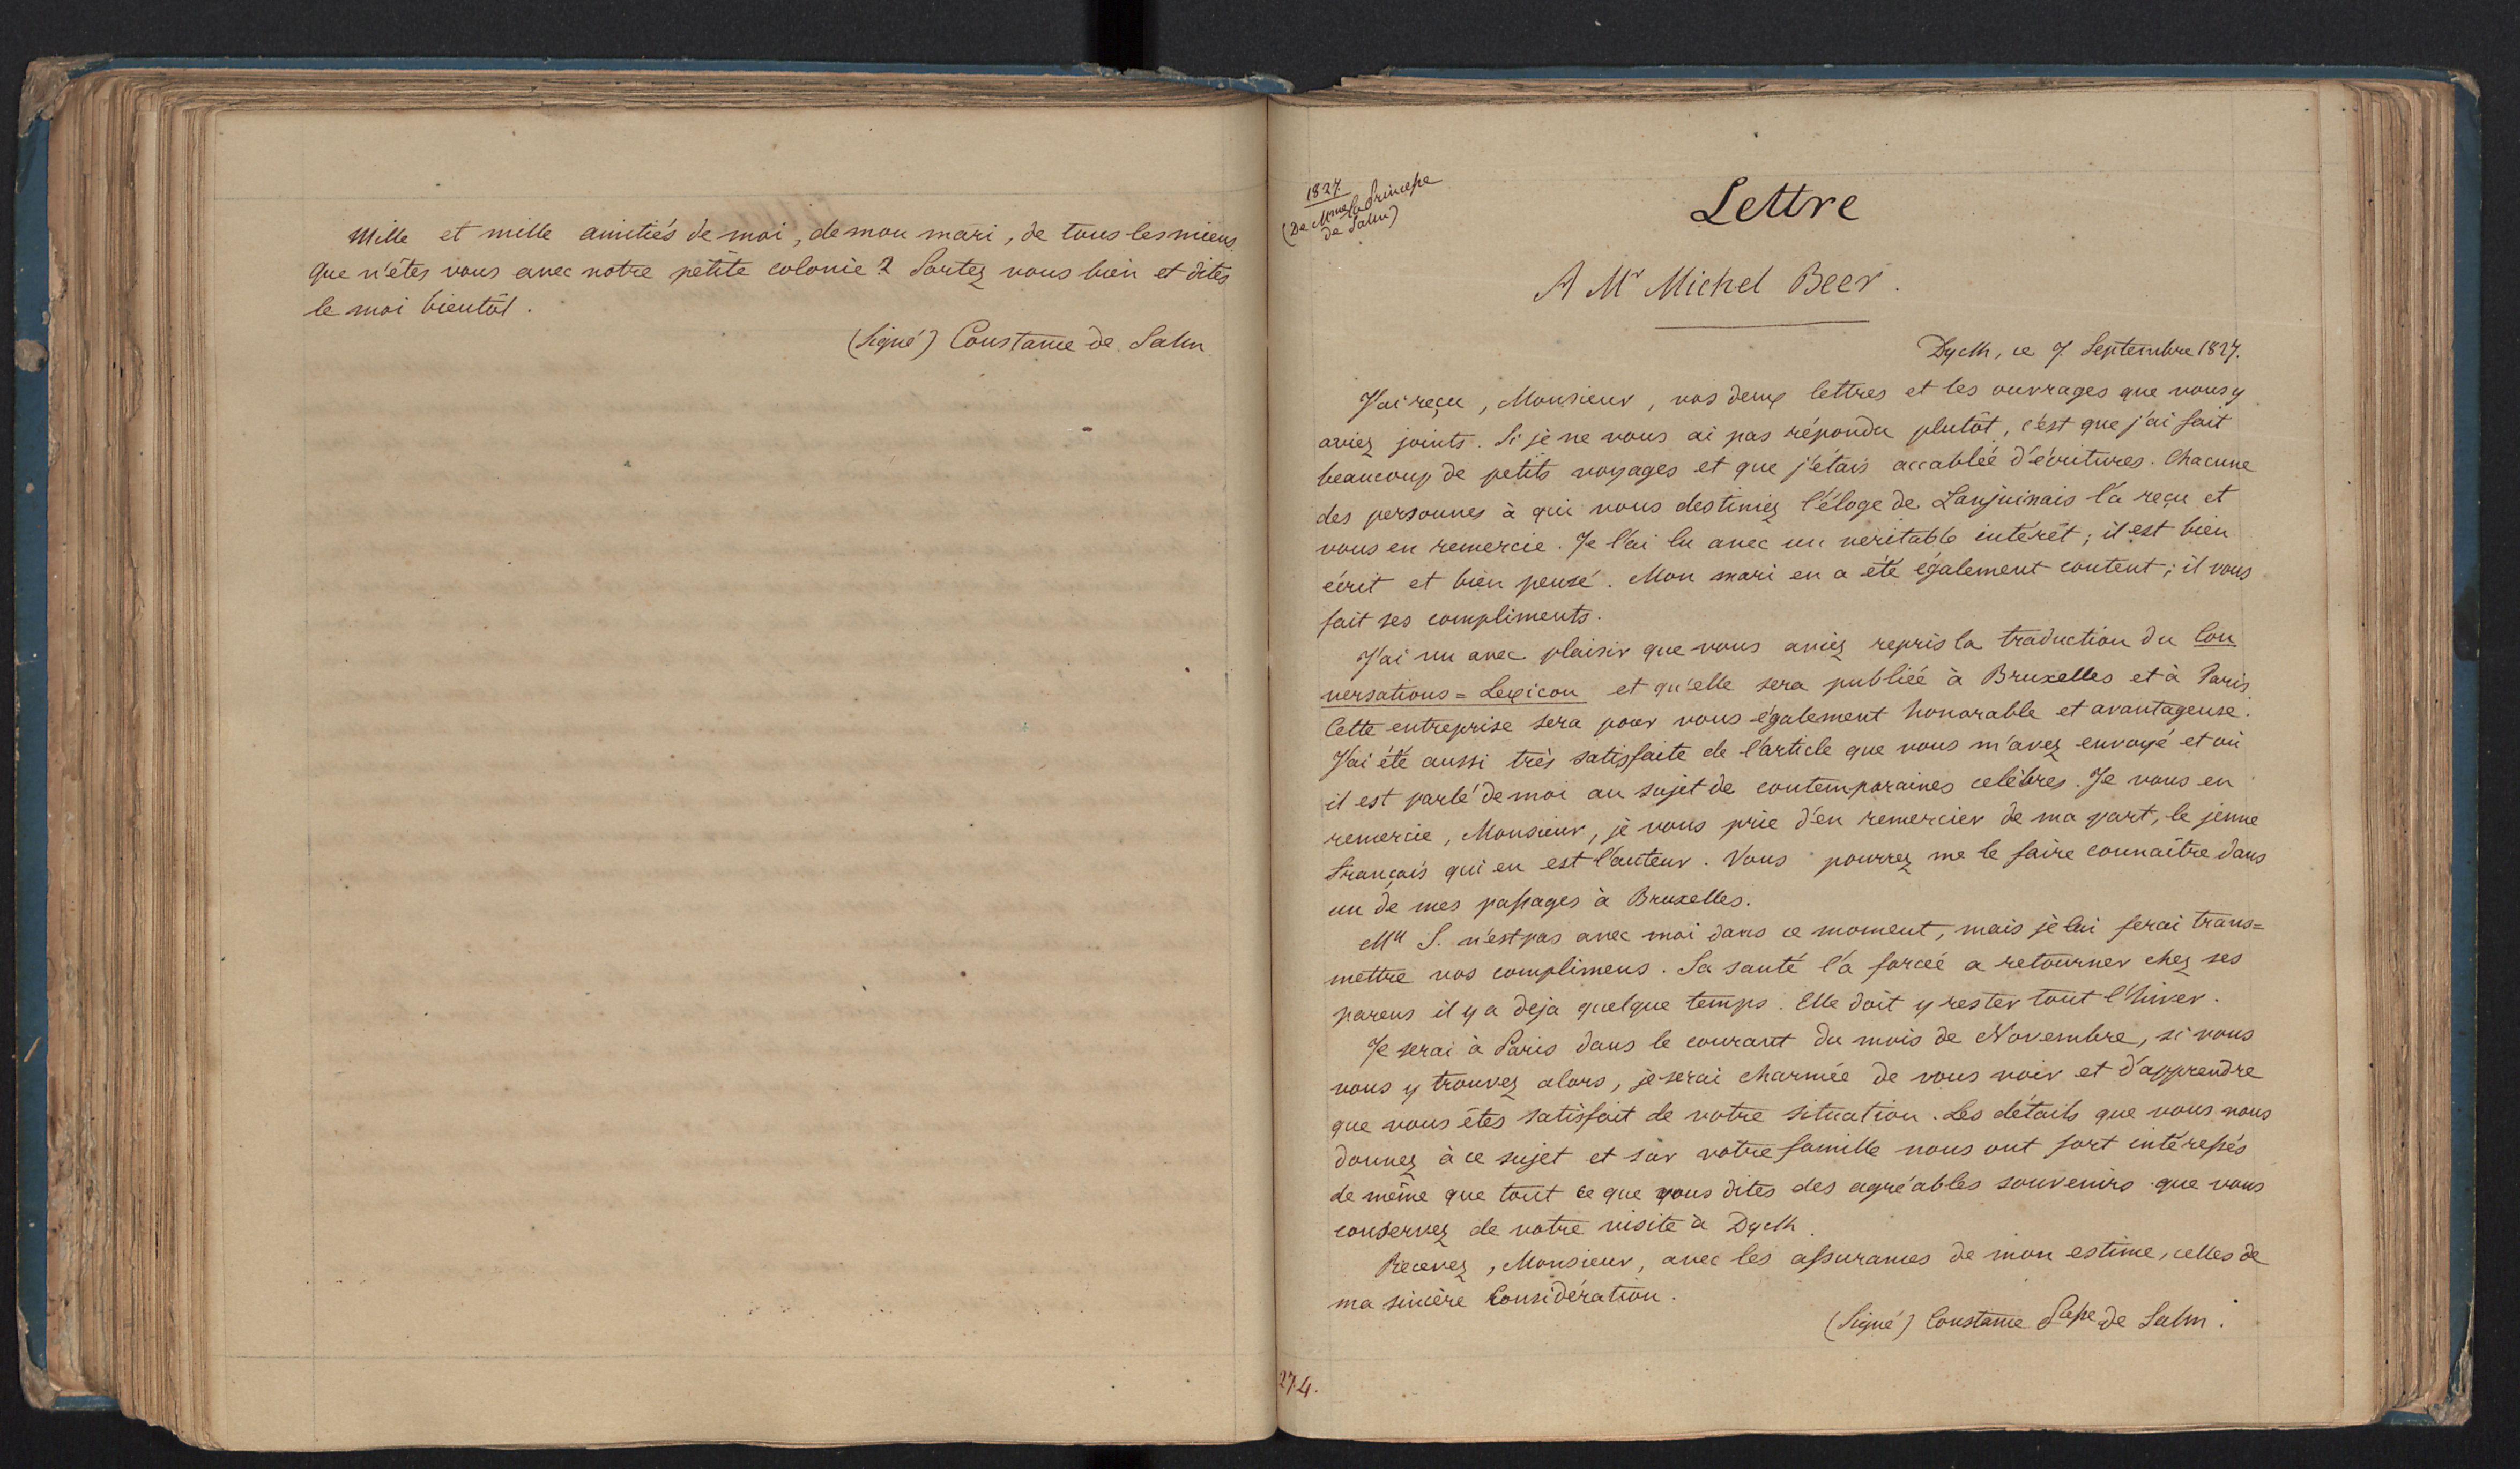 Mille et mille amitiés de moi, de mon mari, de tous les miens.
Que n'êtes vous avec notre petite colonie ? Portez vous bien et dites
le moi bientôt.
(Signé) Constance de Salm
1827
(De Mme la Princesse
de Salm)
Lettre
A Mr Michel Beer.
Dyck, ce 7 Septembre 1827.
J'ai reçu, Monsieur, vos deux lettres et les ouvrages que vous y
aviez joints. Si je ne vous ai pas répondu plutôt, c'est que j'ai fait
beaucoup de petits voyages et que j'étais accablée d'écritures. Chacune
des personnes à qui vous destiniez l'éloge de Lanjuinais l'a reçu et
vous en remercie. Je l'ai lu avec un veritable intérêt ; il est bien
écrit et bien pensé. Mon mari en a été également content ; il vous
fait ses compliments.
J'ai vu avec plaisir que vous aviez repris la traduction du Con
versations=Lexicon et qu'elle sera publiée à Bruxelles et à Paris.
Cette entreprise sera pour vous également honorable et avantageuse.
J'ai été aussi très satisfaite de l'article que vous m'avez envoyé et où
il est parlé de moi au sujet de contemporaines celèbres. Je vous en
remercie, Monsieur, je vous prie d'en remercier de ma part, le jeune
français qui en est l'auteur. Vous pourrez me le faire connaître dans
un de mes passages à Bruxelles.
Mlle S. n'est pas avec moi dans ce moment, mais je lui ferai trans=
mettre vos complimens. Sa santé l'a forcée a retourner chez ses
parens il y a deja quelque temps. Elle doit y rester tout l'hiver.
Je serai à Paris dans le courant du mois de Novembre, si vous
vous y trouvez alors, je serai charmée de vous voir et d'apprendre
que vous êtes satisfait de votre situation. Les détails que vous nous
donnez à ce sujet et sur votre famille nous ont fort intéressés
de même que tout ce que vous dites des agréables souvenirs que vous
conservez de votre visite à Dyck.
Recevez, Monsieur, avec les assurances de mon estime, celles de
ma sincère Considération.
(Signé) Constance Psse de Salm.
274.